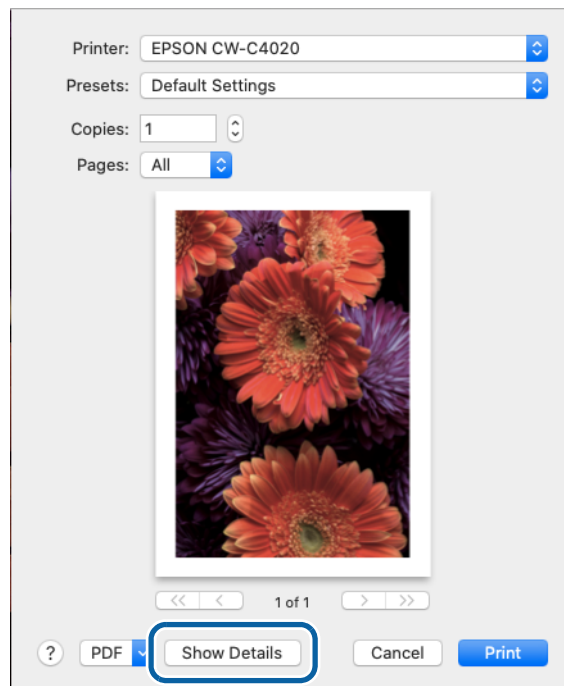 Printer: EPSON CW-C4020
Presets: Default Settings
Copies: 1
Pages: All
<< < 1 of 1 > >>
? PDF Show Details Cancel Print